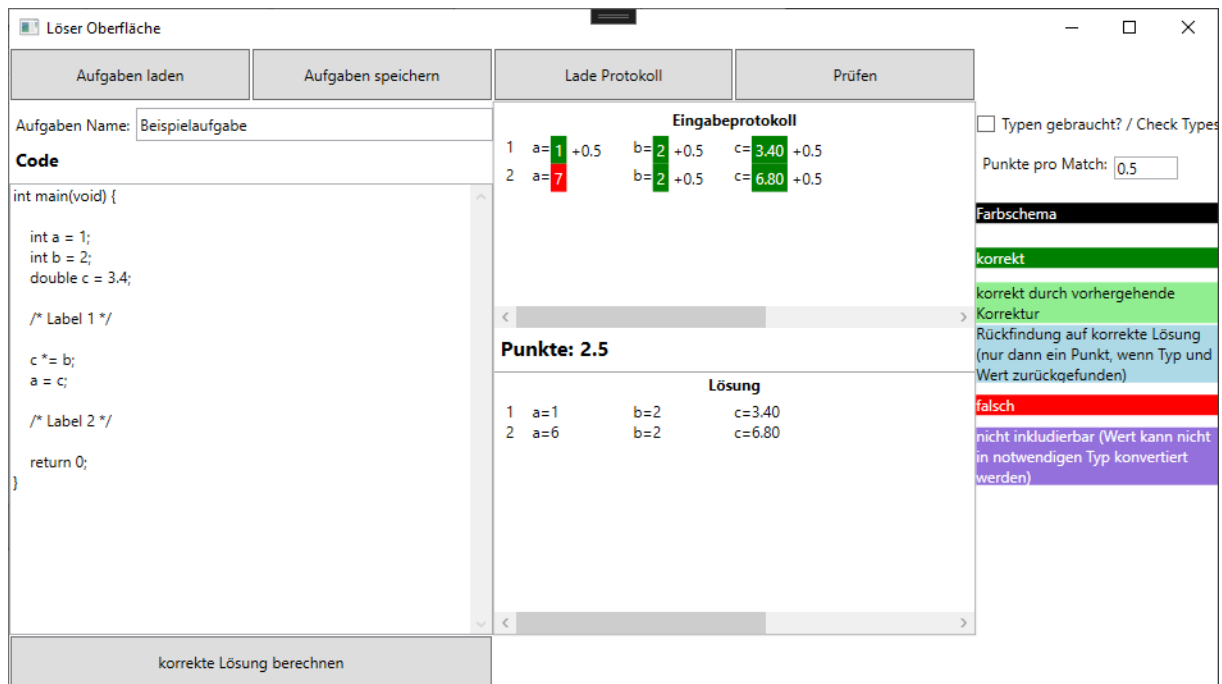 Löser Oberfläche
Aufgaben laden
Aufgaben speichern
Lade Protokoll
Prüfen
Aufgaben Name: Beispielaufgabe
Code
int main(void) {
int a = 1;
int b = 2;
double c = 3.4;
/* Label 1 */
c *= b;
a = c;
/* Label 2 */
return 0;
}
korrekte Lösung berechnen
Eingabeprotokoll
1 a=1 +0.5 b=2 +0.5 c=3.40 +0.5
2 a=7 b=2 +0.5 c=6.80 +0.5
Punkte: 2.5
Lösung
1 a=1 b=2 c=3.40
2 a=6 b=2 c=6.80
Typen gebraucht? / Check Types
Punkte pro Match: 0.5
Farbschema
korrekt
korrekt durch vorhergehende
Korrektur
Rückfindung auf korrekte Lösung
(nur dann ein Punkt, wenn Typ und
Wert zurückgefunden)
falsch
nicht inkludierbar (Wert kann nicht
in notwendigen Typ konvertiert
werden)